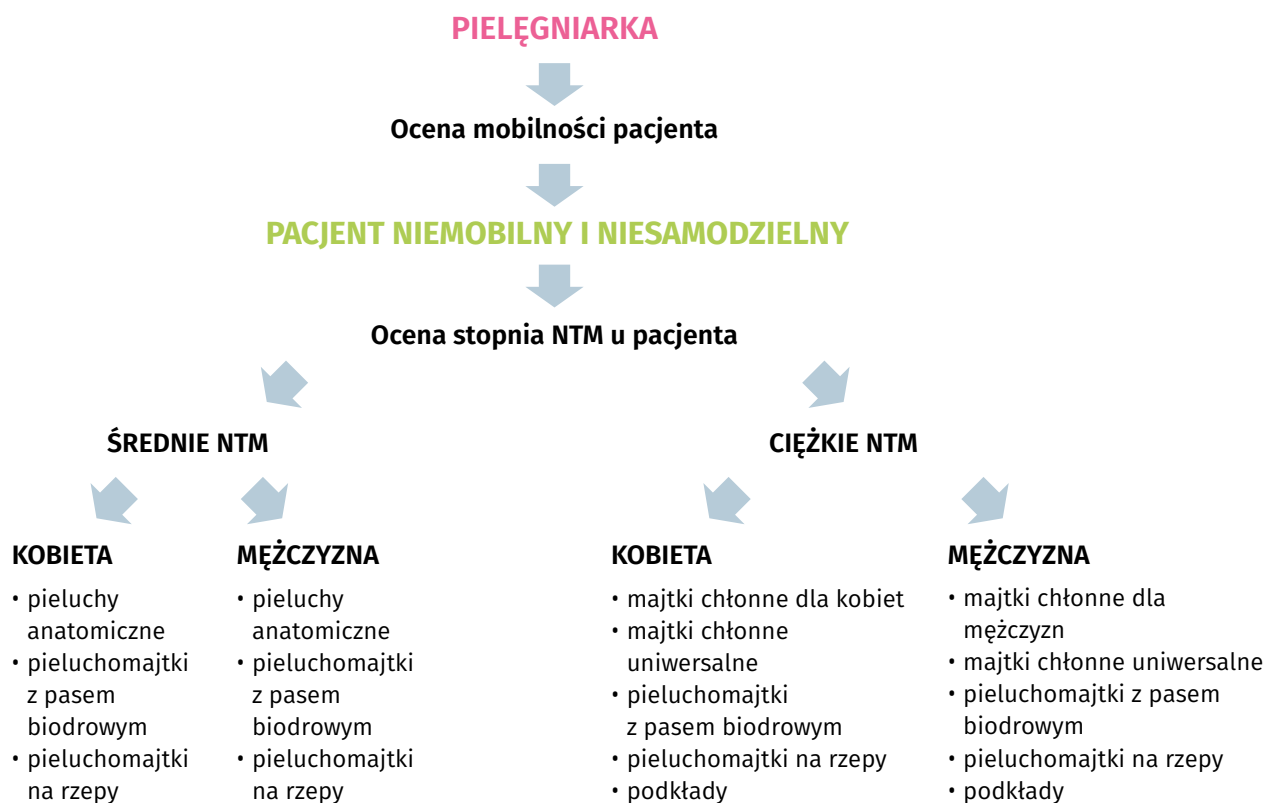 PIELĘGNIARKA
Ocena mobilności pacjenta
PACJENT NIEMOBILNY I NIESAMODZIELNY
Ocena stopnia NTM u pacjenta
ŚREDNIE NTM
CIĘŻKIE NTM
KOBIETA
• pieluchy
anatomiczne
• pieluchomajtki
z pasem
biodrowym
• pieluchomajtki
na rzepy
MĘŻCZYZNA
• pieluchy
anatomiczne
• pieluchomajtki
z pasem
biodrowym
• pieluchomajtki
na rzepy
KOBIETA
• majtki chłonne dla kobiet
• majtki chłonne
uniwersalne
• pieluchomajtki
z pasem biodrowym
• pieluchomajtki na rzepy
• podkłady
MĘŻCZYZNA
• majtki chłonne dla
mężczyzn
• majtki chłonne uniwersalne
• pieluchomajtki z pasem
biodrowym
• pieluchomajtki na rzepy
• podkłady